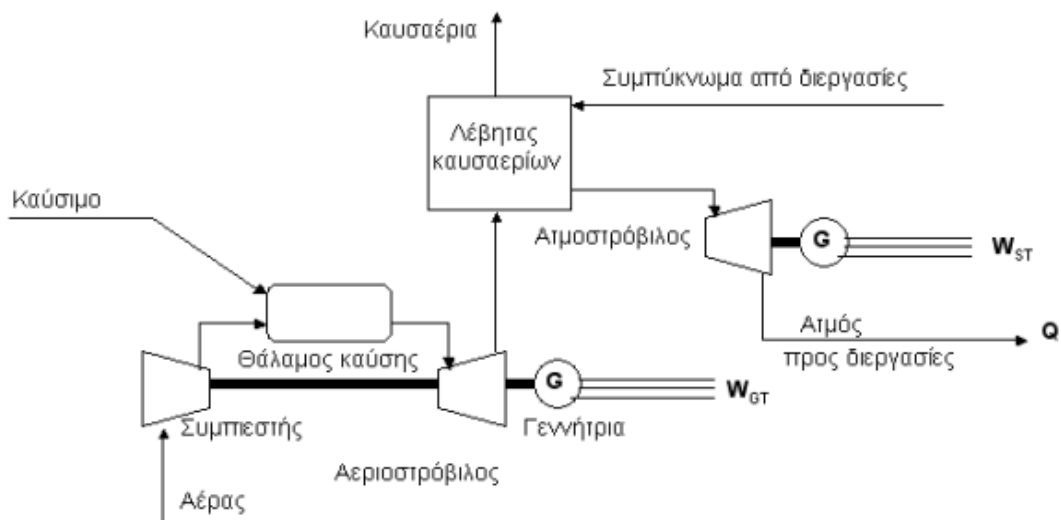 Καυσαέρια
Συμπύκνωμα από διεργασίες
Λέβητας
καυσαερίων
Καύσιμο
Ατμοστρόβιλος
G
W_ST
Ατμός
προς διεργασίες
Q
Θάλαμος καύσης
G
W_GT
Συμπιεστής
Γεννήτρια
Αεριοστρόβιλος
Αέρας